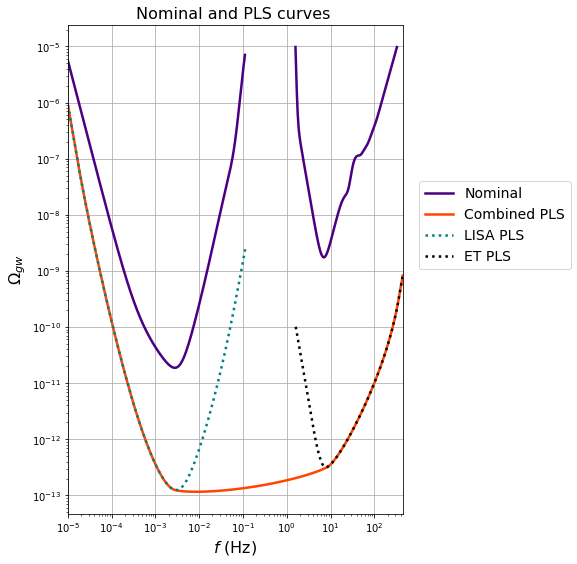 Nominal and PLS curves
Ω_gw
10⁻⁵
10⁻⁶
10⁻⁷
10⁻⁸
10⁻⁹
10⁻¹⁰
10⁻¹¹
10⁻¹²
10⁻¹³
10⁻⁵ 10⁻⁴ 10⁻³ 10⁻² 10⁻¹ 10⁰ 10¹ 10²
f (Hz)
Nominal
Combined PLS
LISA PLS
ET PLS